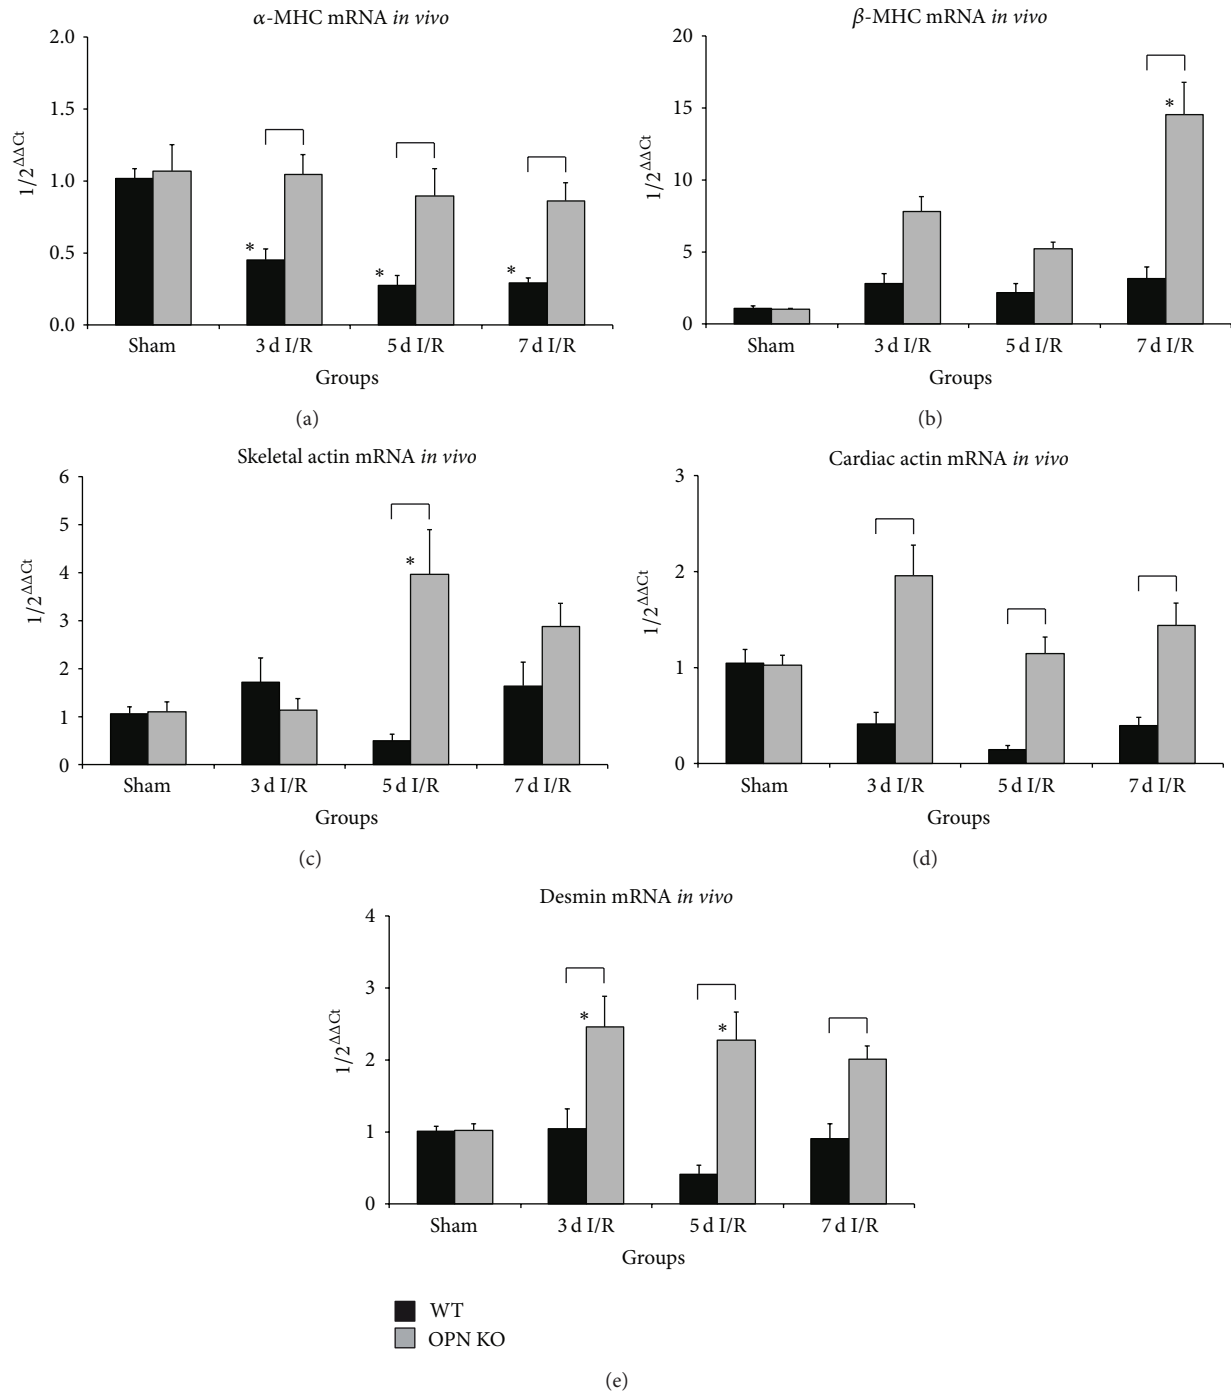 α-MHC mRNA in vivo
1/2^ΔΔCt
2.0
1.5
1.0
0.5
0.0
*
*
*
Sham 3 d I/R 5 d I/R 7 d I/R
Groups
(a)
β-MHC mRNA in vivo
1/2^ΔΔCt
20
15
10
5
0
*
Sham 3 d I/R 5 d I/R 7 d I/R
Groups
(b)
Skeletal actin mRNA in vivo
1/2^ΔΔCt
6
5
4
3
2
1
0
*
Sham 3 d I/R 5 d I/R 7 d I/R
Groups
(c)
Cardiac actin mRNA in vivo
1/2^ΔΔCt
3
2
1
0
Sham 3 d I/R 5 d I/R 7 d I/R
Groups
(d)
Desmin mRNA in vivo
1/2^ΔΔCt
4
3
2
1
0
*
*
Sham 3 d I/R 5 d I/R 7 d I/R
Groups
WT
OPN KO
(e)